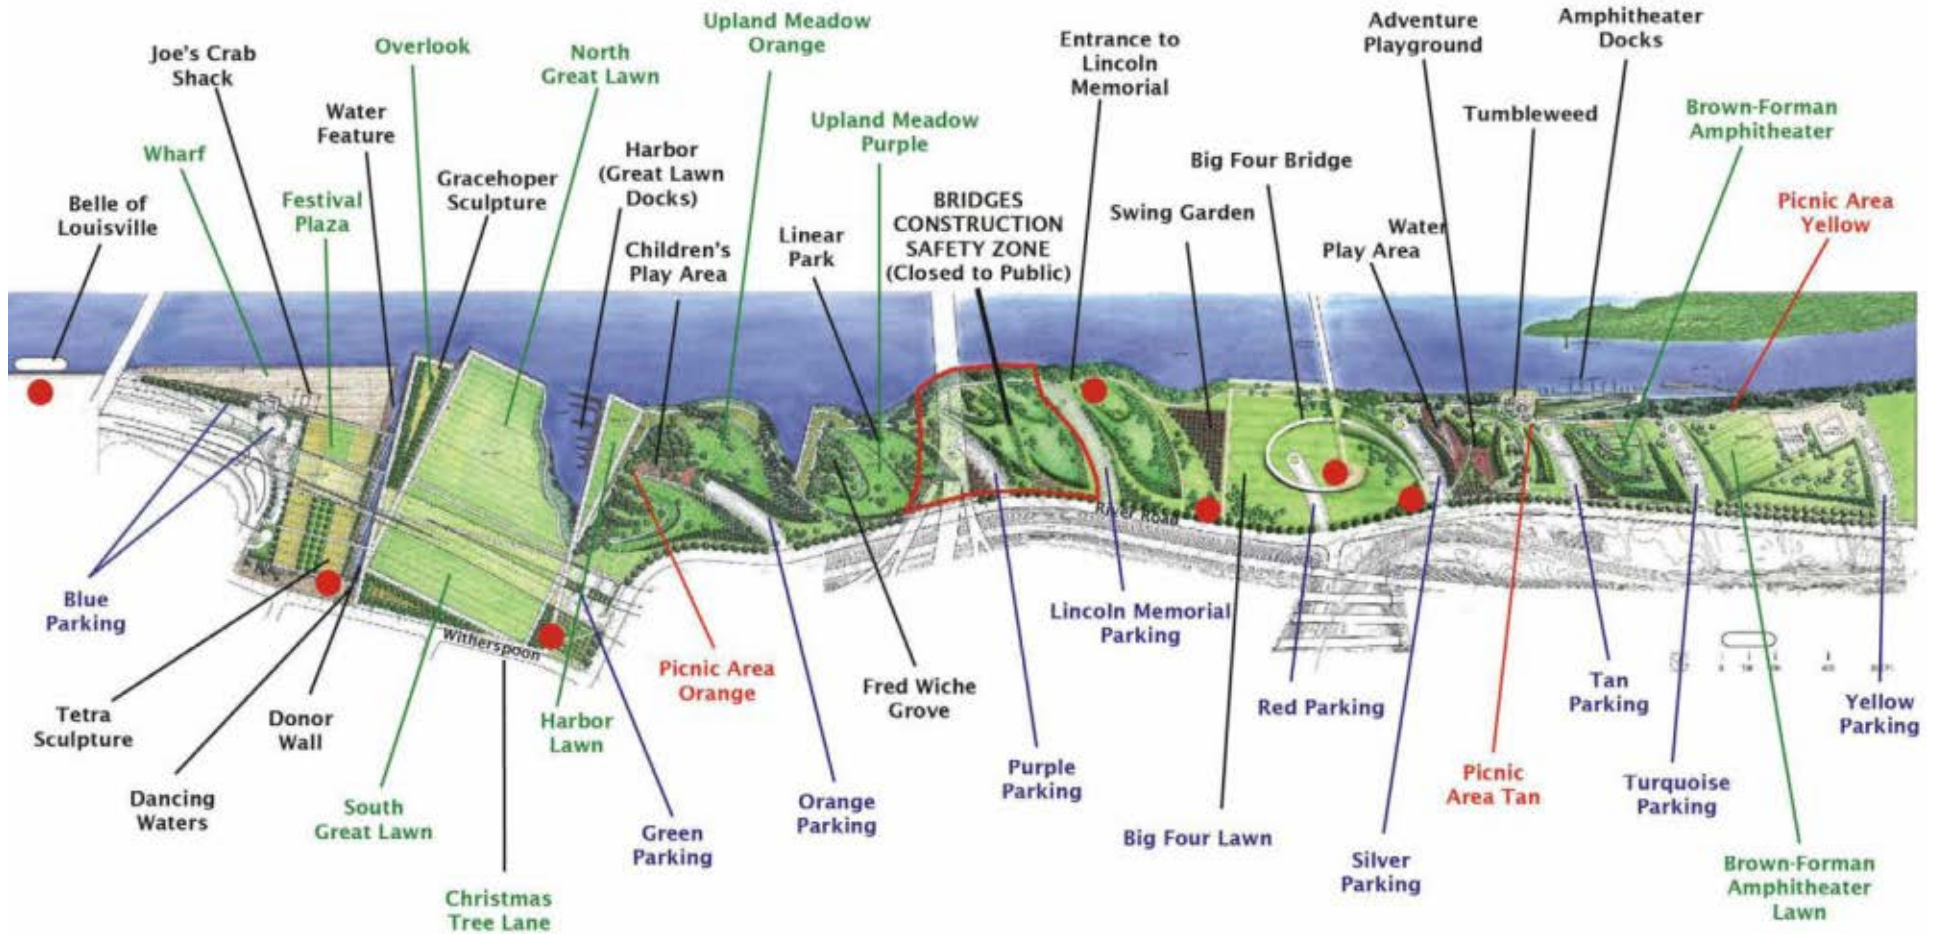 Joe's Crab
Shack
Overlook
North
Great Lawn
Upland Meadow
Orange
Entrance to
Lincoln
Memorial
Adventure
Playground
Amphitheater
Docks
Water
Feature
Wharf
Harbor
(Great Lawn
Docks)
Upland Meadow
Purple
Tumbleweed
Brown-Forman
Amphitheater
Big Four Bridge
Belle of
Louisville
Festival
Plaza
Gracehoper
Sculpture
Children's
Play Area
Linear
Park
BRIDGES
CONSTRUCTION
SAFETY ZONE
(Closed to Public)
Swing Garden
Water
Play Area
Picnic Area
Yellow
River Road
Witherspoon
Blue
Parking
Tetra
Sculpture
Donor
Wall
Dancing
Waters
South
Great Lawn
Christmas
Tree Lane
Harbor
Lawn
Picnic Area
Orange
Green
Parking
Orange
Parking
Fred Wiche
Grove
Purple
Parking
Lincoln Memorial
Parking
Big Four Lawn
Red Parking
Silver
Parking
Picnic
Area Tan
Tan
Parking
Turquoise
Parking
Yellow
Parking
Brown-Forman
Amphitheater
Lawn